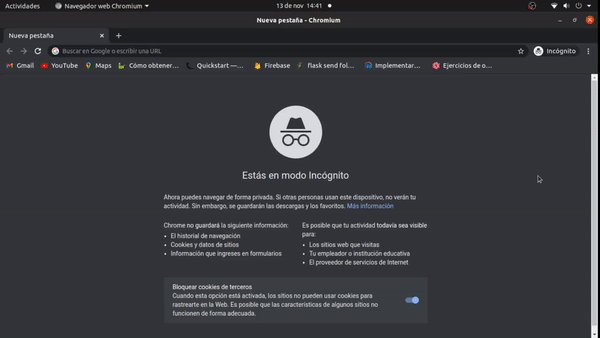 Actividades Navegador web Chromium 13 de nov 14:41
Nueva pestaña - Chromium
Nueva pestaña
Buscar en Google o escribir una URL Incógnito
Gmail YouTube Maps Cómo obtener… Quickstart —… Firebase flask send fol… Implementar… Ejercicios de o…
Estás en modo Incógnito
Ahora puedes navegar de forma privada. Si otras personas usan este dispositivo, no verán tu
actividad. Sin embargo, se guardarán las descargas y los favoritos. Más información
Chrome no guardará la siguiente información:
• El historial de navegación
• Cookies y datos de sitios
• Información que ingreses en formularios
Es posible que tu actividad todavía sea visible
para:
• Los sitios web que visitas
• Tu empleador o institución educativa
• El proveedor de servicios de Internet
Bloquear cookies de terceros
Cuando esta opción está activada, los sitios no pueden usar cookies para
rastrearte en la Web. Es posible que las características de algunos sitios no
funcionen de forma adecuada.